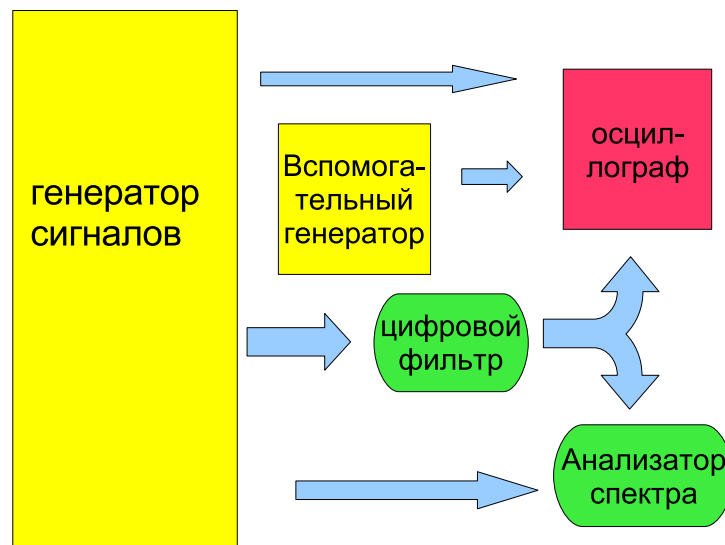 генератор
сигналов
Вспомога-
тельный
генератор
осцил-
лограф
цифровой
фильтр
Анализатор
спектра